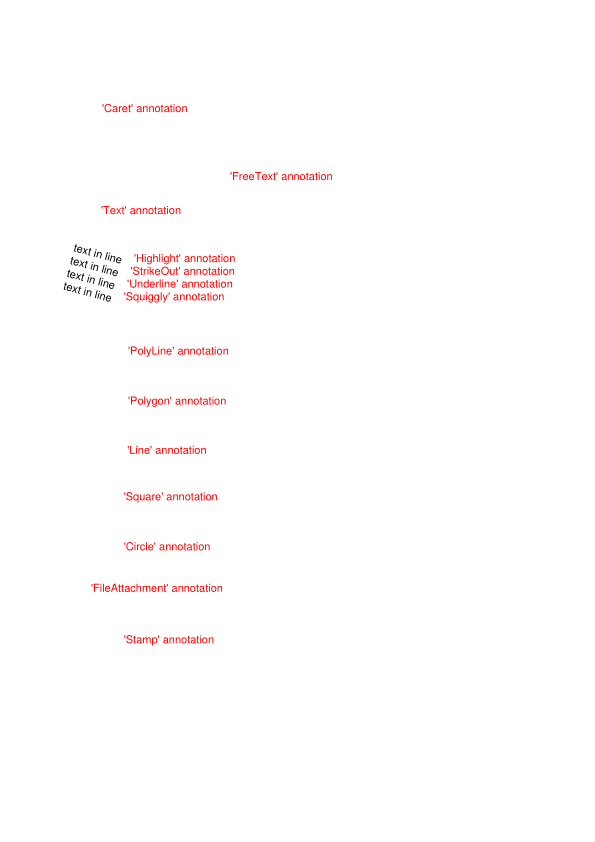 'Caret' annotation
'FreeText' annotation
'Text' annotation
text in line 'Highlight' annotation
text in line 'StrikeOut' annotation
text in line 'Underline' annotation
text in line 'Squiggly' annotation
'PolyLine' annotation
'Polygon' annotation
'Line' annotation
'Square' annotation
'Circle' annotation
'FileAttachment' annotation
'Stamp' annotation